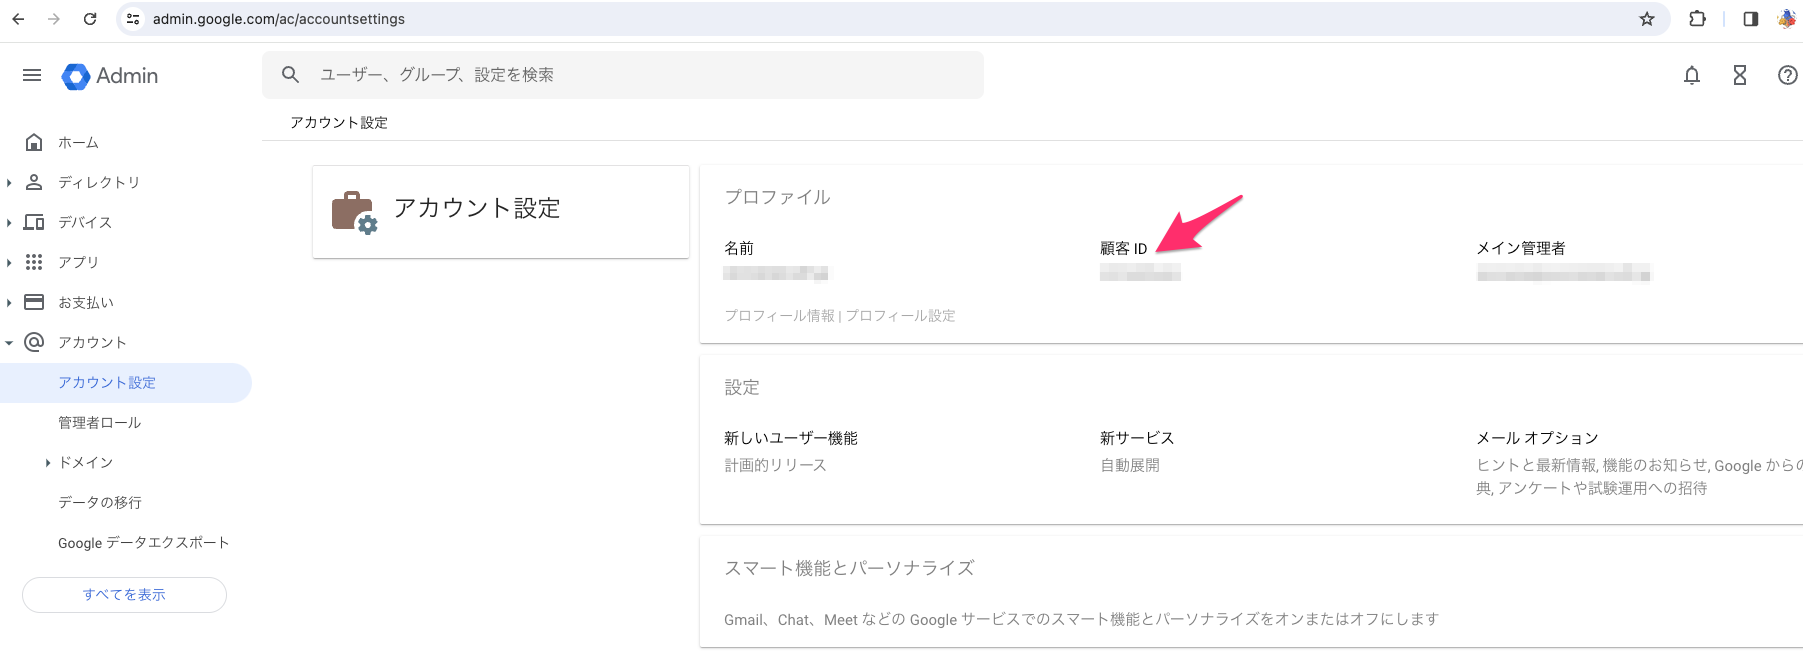 admin.google.com/ac/accountsettings
Admin
ユーザー、グループ、設定を検索
アカウント設定
ホーム
ディレクトリ
デバイス
アプリ
お支払い
アカウント
アカウント設定
管理者ロール
ドメイン
データの移行
Google データエクスポート
すべてを表示
アカウント設定
プロファイル
名前
顧客 ID
メイン管理者
プロフィール情報 | プロフィール設定
設定
新しいユーザー機能
計画的リリース
新サービス
自動展開
メール オプション
ヒントと最新情報, 機能のお知らせ, Google からの
典, アンケートや試験運用への招待
スマート機能とパーソナライズ
Gmail、Chat、Meet などの Google サービスでのスマート機能とパーソナライズをオンまたはオフにします